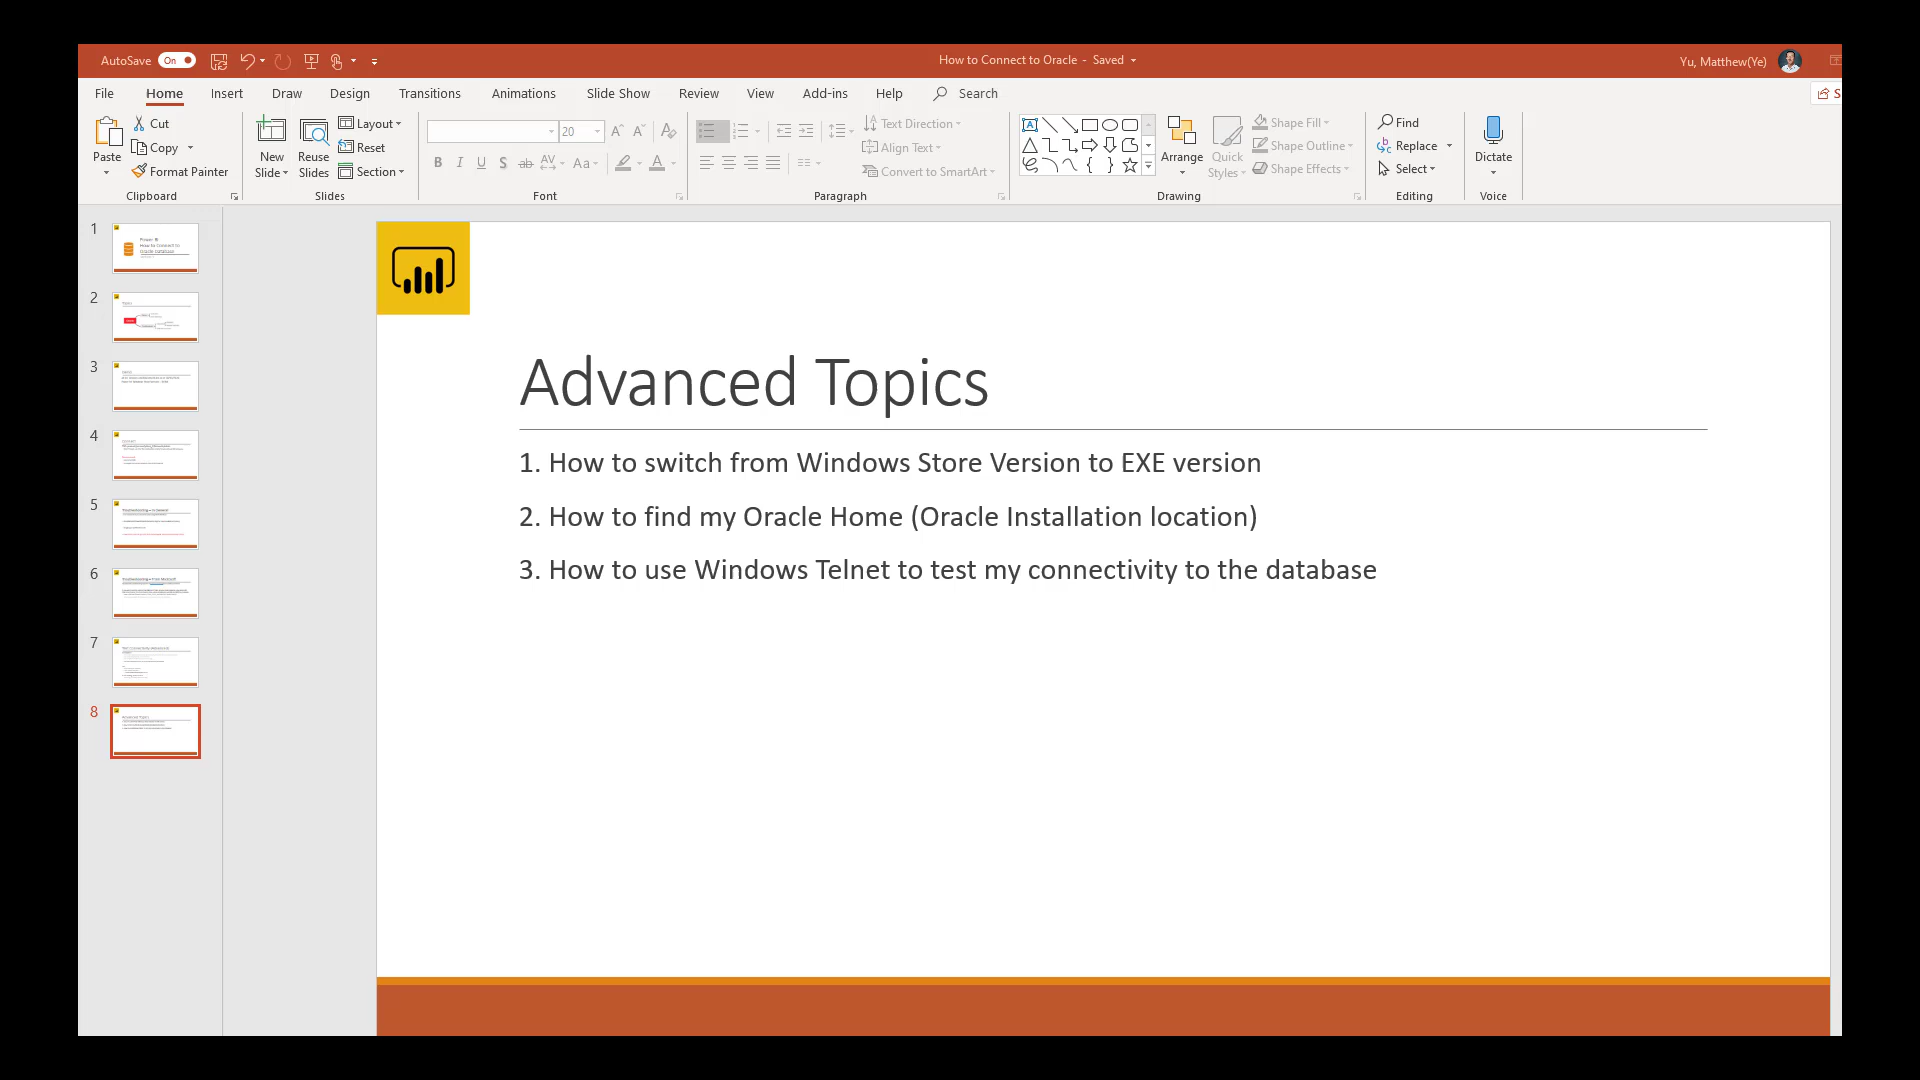 AutoSave On
How to Connect to Oracle - Saved
Yu, Matthew(Ye)
File Home Insert Draw Design Transitions Animations Slide Show Review View Add-ins Help Search
Paste
Cut
Copy
Format Painter
Clipboard
New Slide
Reuse Slides
Layout
Reset
Section
Slides
20
Font
Text Direction
Align Text
Convert to SmartArt
Paragraph
Arrange
Quick Styles
Shape Fill
Shape Outline
Shape Effects
Drawing
Find
Replace
Select
Editing
Dictate
Voice
1
2
3
4
5
6
7
8
Advanced Topics
1. How to switch from Windows Store Version to EXE version
2. How to find my Oracle Home (Oracle Installation location)
3. How to use Windows Telnet to test my connectivity to the database